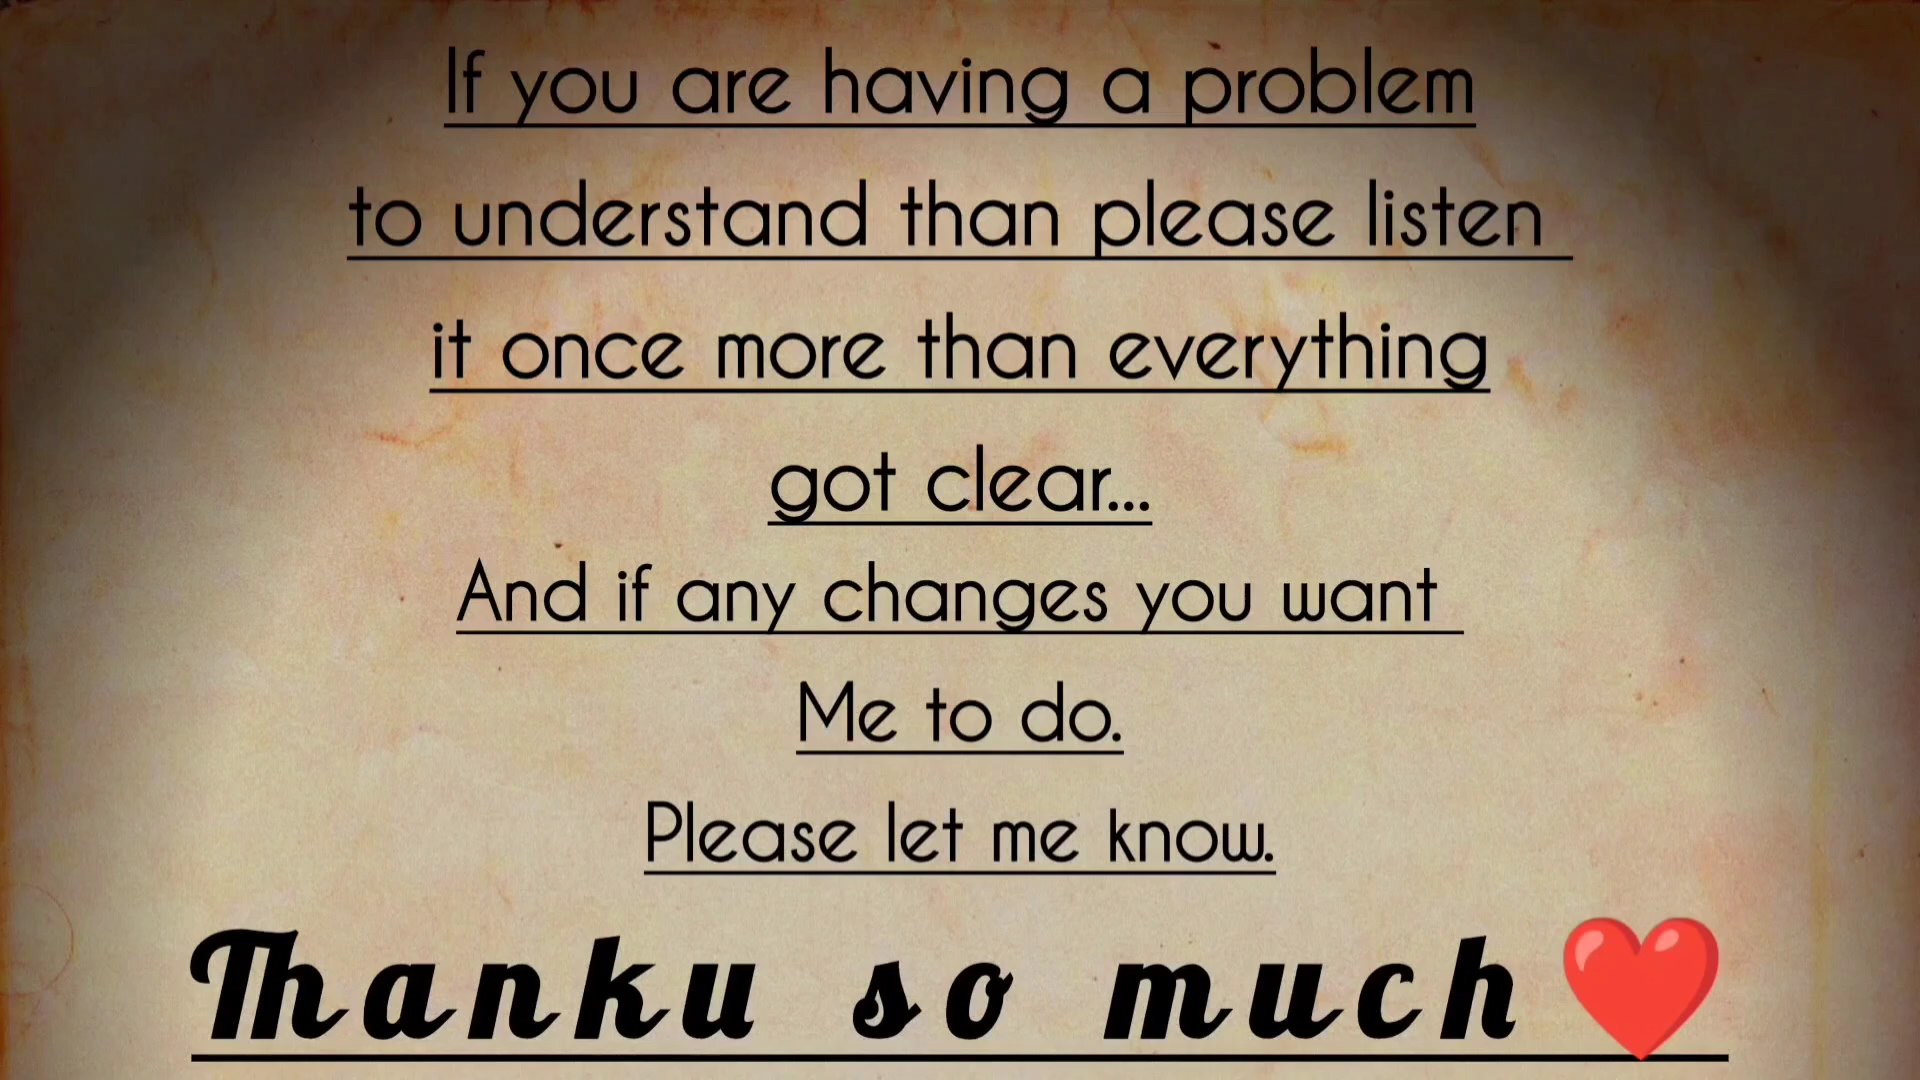 If you are having a problem
to understand than please listen
it once more than everything
got clear...
And if any changes you want
Me to do.
Please let me know.
Thanku so much❤️